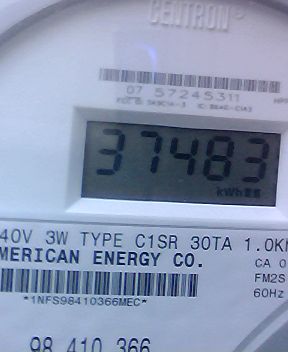 CENTRON®
07 57245311
37483
kWh
40V 3W TYPE C1SR 30TA 1.0K
MERICAN ENERGY CO.
CA 0
FM2S
60Hz
*1NFS98410366MEC*
98 410 366